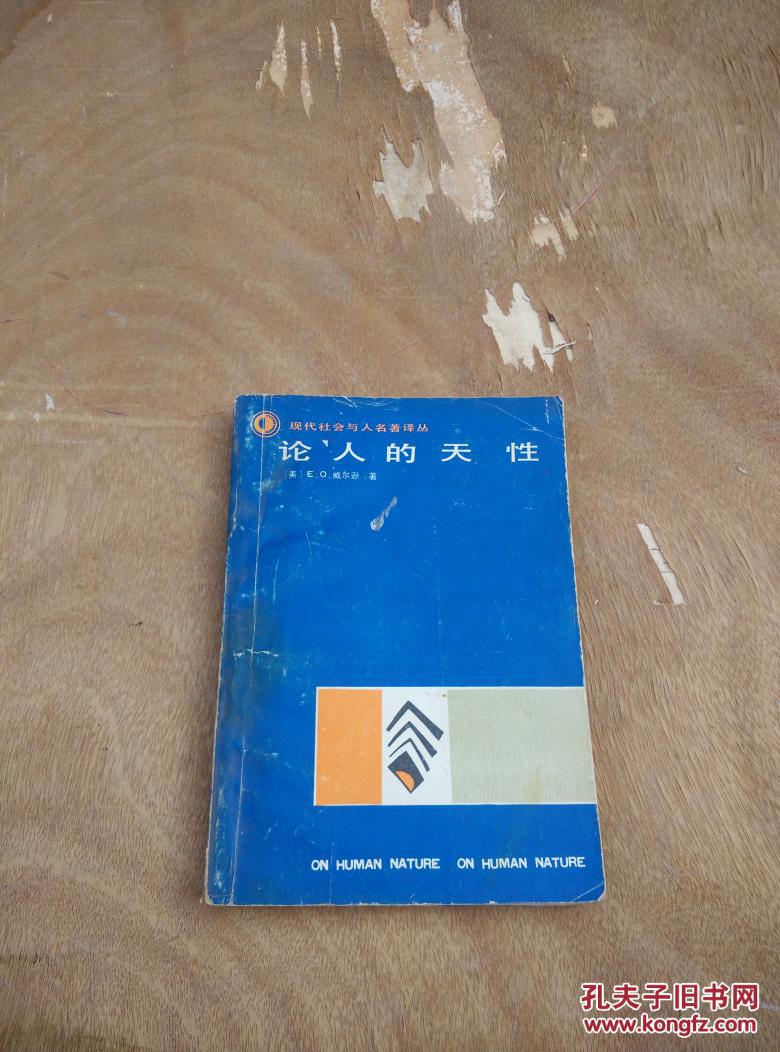 现代社会与人名著译丛
论人的天性
[美] E.O.威尔逊 著
ON HUMAN NATURE ON HUMAN NATURE
孔夫子旧书网
www.kongfz.com